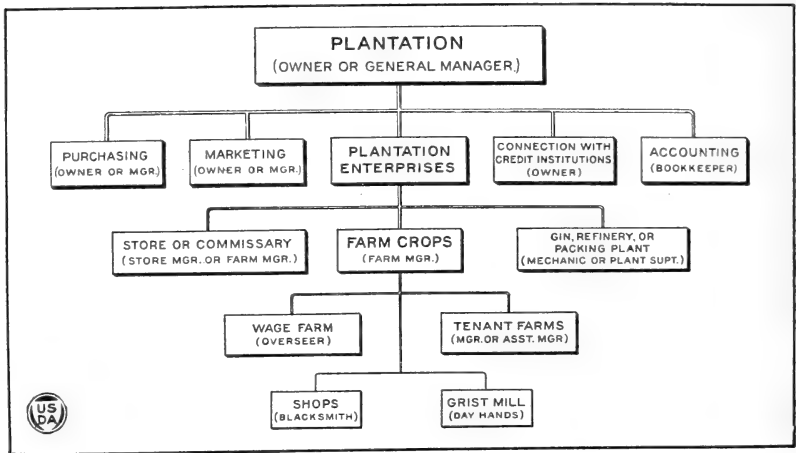 PLANTATION
(OWNER OR GENERAL MANAGER.)
PURCHASING
(OWNER OR MGR.)
MARKETING
(OWNER OR MGR.)
PLANTATION
ENTERPRISES
CONNECTION WITH
CREDIT INSTITUTIONS
(OWNER)
ACCOUNTING
(BOOKKEEPER)
STORE OR COMMISSARY
(STORE MGR. OR FARM MGR.)
FARM CROPS
(FARM MGR.)
GIN, REFINERY, OR
PACKING PLANT
(MECHANIC OR PLANT SUPT.)
WAGE FARM
(OVERSEER)
TENANT FARMS
(MGR. OR ASST. MGR)
SHOPS
(BLACKSMITH)
GRIST MILL
(DAY HANDS)
US
DA